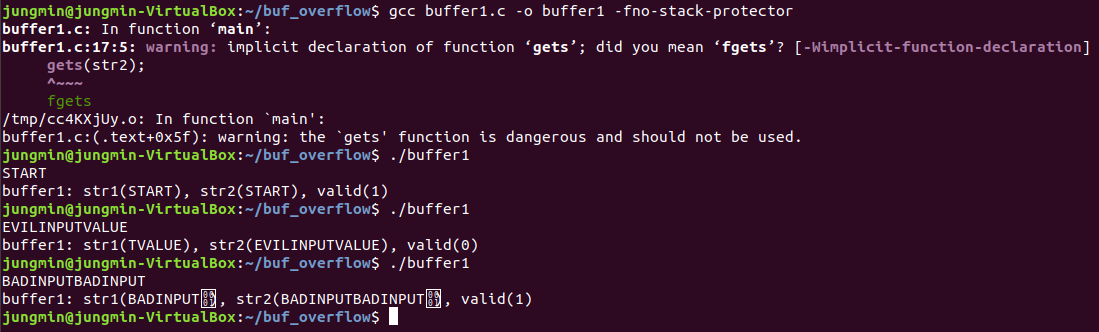 jungmin@jungmin-VirtualBox:~/buf_overflow$ gcc buffer1.c -o buffer1 -fno-stack-protector
buffer1.c: In function ‘main’:
buffer1.c:17:5: warning: implicit declaration of function ‘gets’; did you mean ‘fgets’? [-Wimplicit-function-declaration]
     gets(str2);
     ^~~~
     fgets
/tmp/cc4KXjUy.o: In function `main':
buffer1.c:(.text+0x5f): warning: the `gets' function is dangerous and should not be used.
jungmin@jungmin-VirtualBox:~/buf_overflow$ ./buffer1
START
buffer1: str1(START), str2(START), valid(1)
jungmin@jungmin-VirtualBox:~/buf_overflow$ ./buffer1
EVILINPUTVALUE
buffer1: str1(TVALUE), str2(EVILINPUTVALUE), valid(0)
jungmin@jungmin-VirtualBox:~/buf_overflow$ ./buffer1
BADINPUTBADINPUT
buffer1: str1(BADINPUT), str2(BADINPUTBADINPUT), valid(1)
jungmin@jungmin-VirtualBox:~/buf_overflow$